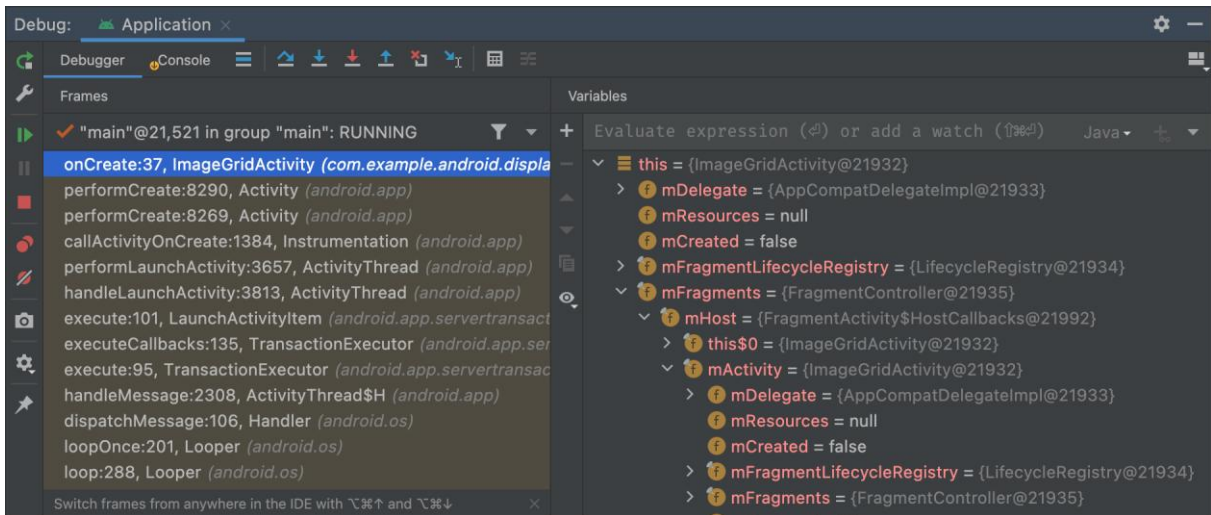 Debug: Application
Debugger Console
Frames
"main"@21,521 in group "main": RUNNING
onCreate:37, ImageGridActivity (com.example.android.displa
performCreate:8290, Activity (android.app)
performCreate:8269, Activity (android.app)
callActivityOnCreate:1384, Instrumentation (android.app)
performLaunchActivity:3657, ActivityThread (android.app)
handleLaunchActivity:3813, ActivityThread (android.app)
execute:101, LaunchActivityItem (android.app.servertransact
executeCallbacks:135, TransactionExecutor (android.app.ser
execute:95, TransactionExecutor (android.app.servertransac
handleMessage:2308, ActivityThread$H (android.app)
dispatchMessage:106, Handler (android.os)
loopOnce:201, Looper (android.os)
loop:288, Looper (android.os)
Switch frames from anywhere in the IDE with ⌥⌘↑ and ⌥⌘↓
Variables
Evaluate expression (⏎) or add a watch (⇧⌘⏎) Java
this = {ImageGridActivity@21932}
mDelegate = {AppCompatDelegateImpl@21933}
mResources = null
mCreated = false
mFragmentLifecycleRegistry = {LifecycleRegistry@21934}
mFragments = {FragmentController@21935}
mHost = {FragmentActivity$HostCallbacks@21992}
this$0 = {ImageGridActivity@21932}
mActivity = {ImageGridActivity@21932}
mDelegate = {AppCompatDelegateImpl@21933}
mResources = null
mCreated = false
mFragmentLifecycleRegistry = {LifecycleRegistry@21934}
mFragments = {FragmentController@21935}